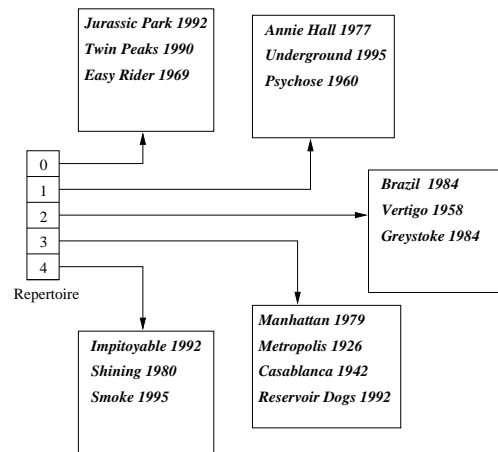 Jurassic Park 1992
Twin Peaks 1990
Easy Rider 1969
Annie Hall 1977
Underground 1995
Psychose 1960
0
1
2
3
4
Repertoire
Brazil 1984
Vertigo 1958
Greystoke 1984
Impitoyable 1992
Shining 1980
Smoke 1995
Manhattan 1979
Metropolis 1926
Casablanca 1942
Reservoir Dogs 1992